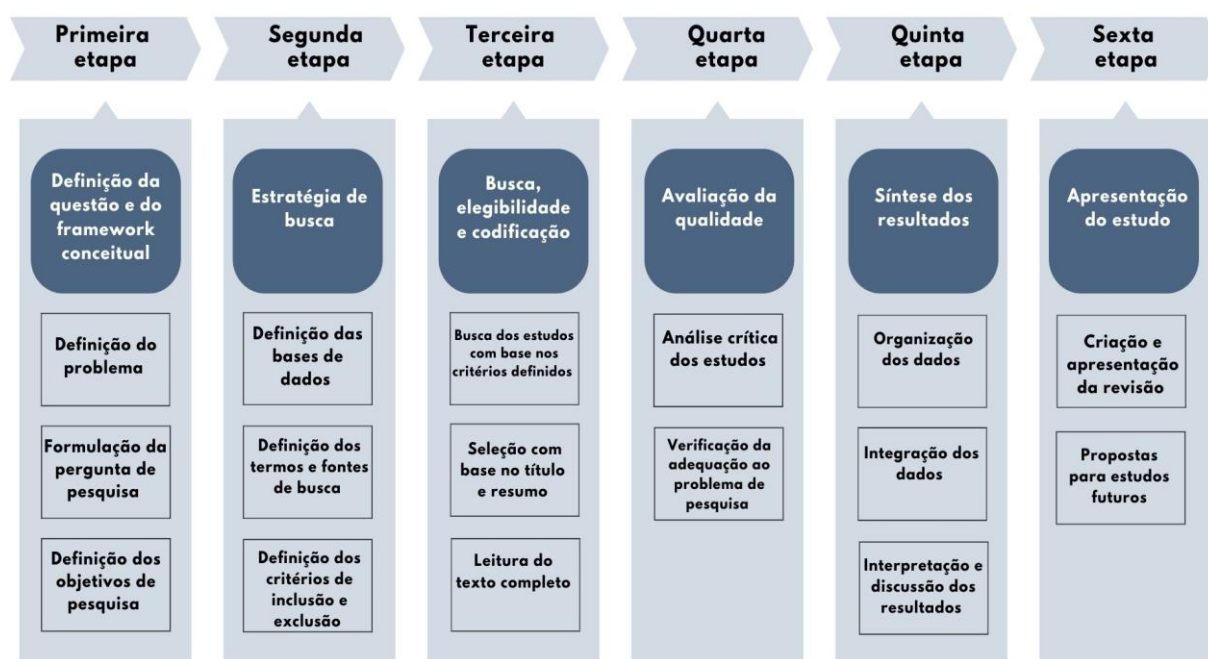 Primeira
etapa
Segunda
etapa
Terceira
etapa
Quarta
etapa
Quinta
etapa
Sexta
etapa
Definição da
questão e do
framework
conceitual
Definição do
problema
Formulação da
pergunta de
pesquisa
Definição dos
objetivos de
pesquisa
Estratégia de
busca
Definição das
bases de
dados
Definição dos
termos e fontes
de busca
Definição dos
critérios de
inclusão e
exclusão
Busca,
elegibilidade
e codificação
Busca dos estudos
com base nos
critérios definidos
Seleção com
base no título
e resumo
Leitura do
texto completo
Avaliação da
qualidade
Análise crítica
dos estudos
Verificação da
adequação ao
problema de
pesquisa
Síntese dos
resultados
Organização
dos dados
Integração dos
dados
Interpretação e
discussão dos
resultados
Apresentação
do estudo
Criação e
apresentação
da revisão
Propostas
para estudos
futuros